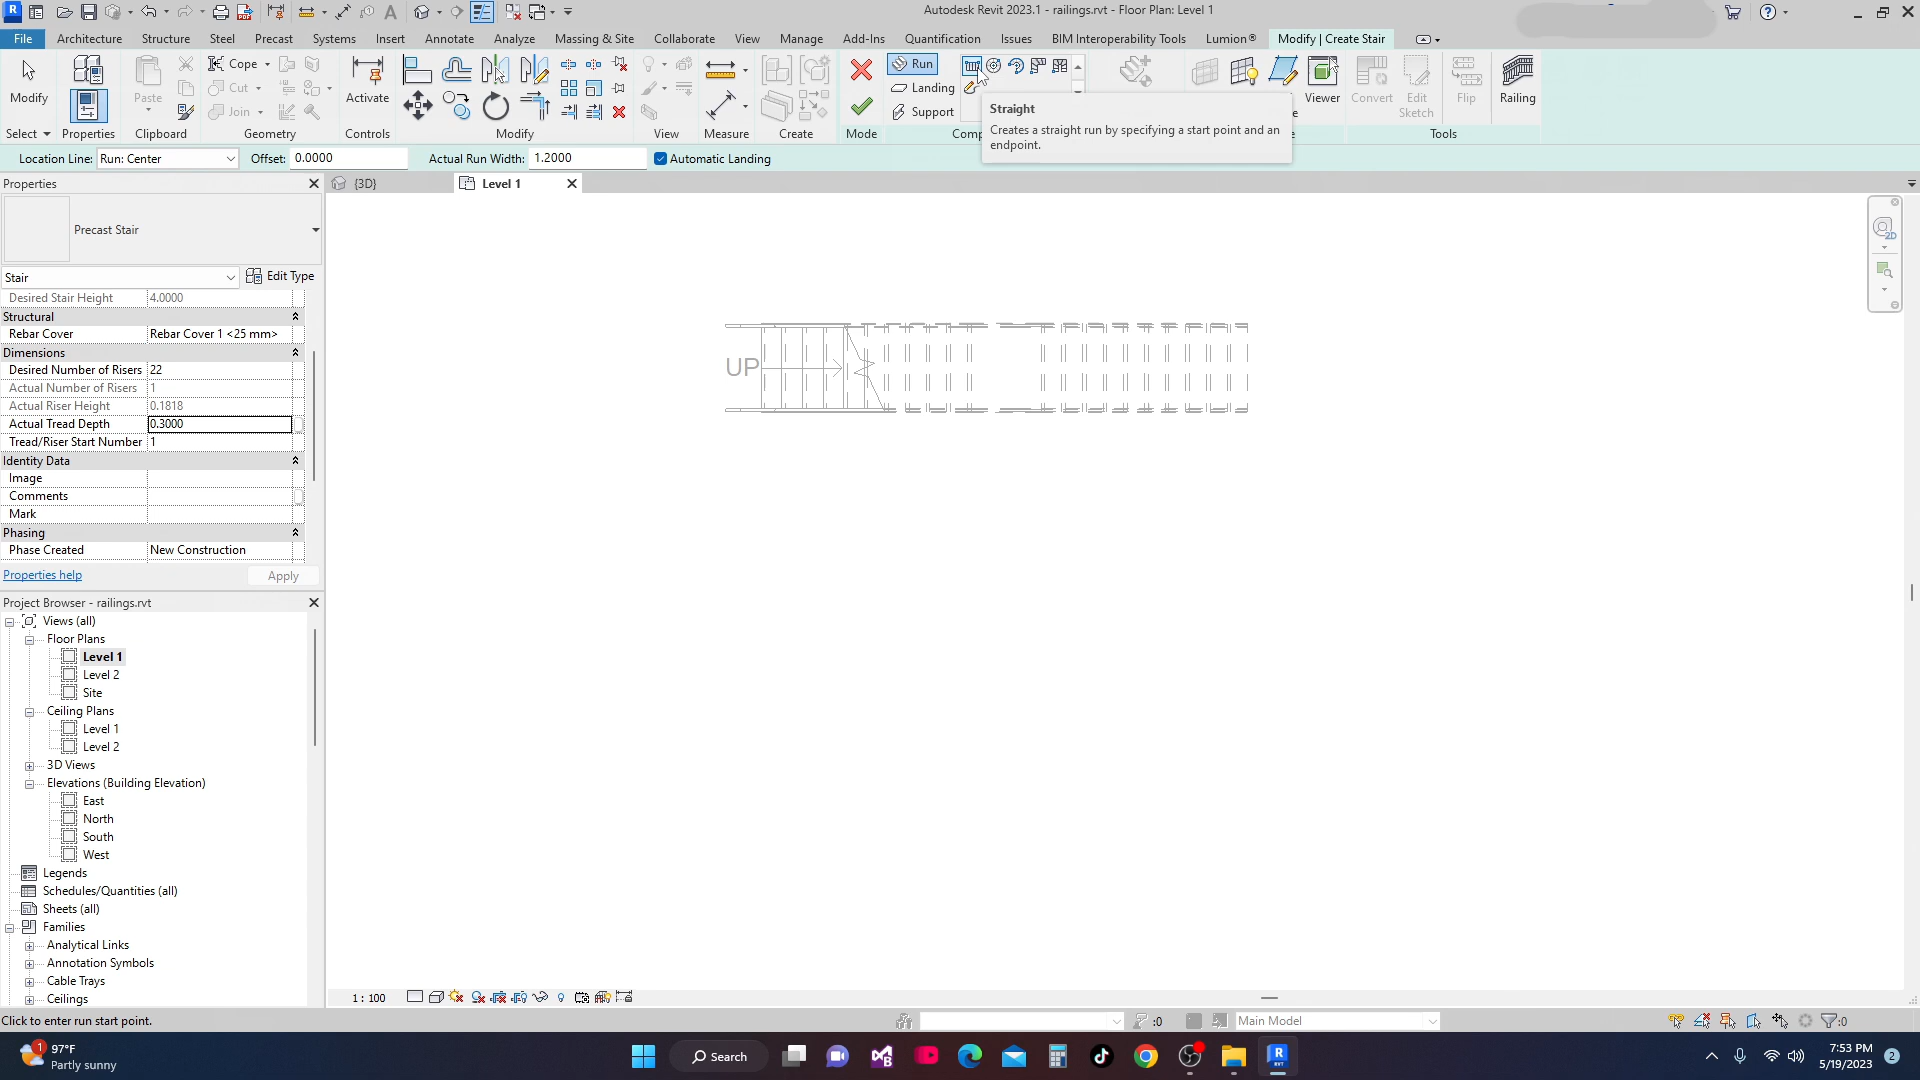 Autodesk Revit 2023.1 - railings.rvt - Floor Plan: Level 1
File Architecture Structure Steel Precast Systems Insert Annotate Analyze Massing & Site Collaborate View Manage Add-Ins Quantification Issues BIM Interoperability Tools Lumion® Modify | Create Stair
Modify
Paste
Cope
Cut
Join
Activate
Run
Landing
Support
Viewer
Convert
Edit
Sketch
Flip
Railing
Straight
Creates a straight run by specifying a start point and an
endpoint.
Select Properties Clipboard Geometry Controls Modify View Measure Create Mode Tools
Location Line: Run: Center Offset: 0.0000 Actual Run Width: 1.2000 Automatic Landing
Properties
{3D}
Level 1
Precast Stair
Stair
Edit Type
Desired Stair Height 4.0000
Structural
Rebar Cover Rebar Cover 1 <25 mm>
Dimensions
Desired Number of Risers 22
Actual Number of Risers 1
Actual Riser Height 0.1818
Actual Tread Depth 0.3000
Tread/Riser Start Number 1
Identity Data
Image
Comments
Mark
Phasing
Phase Created New Construction
Properties help Apply
UP
Project Browser - railings.rvt
Views (all)
Floor Plans
Level 1
Level 2
Site
Ceiling Plans
Level 1
Level 2
3D Views
Elevations (Building Elevation)
East
North
South
West
Legends
Schedules/Quantities (all)
Sheets (all)
Families
Analytical Links
Annotation Symbols
Cable Trays
Ceilings
1 : 100
Click to enter run start point.
:0
Main Model
:0
97°F
Partly sunny
Search
7:53 PM
5/19/2023